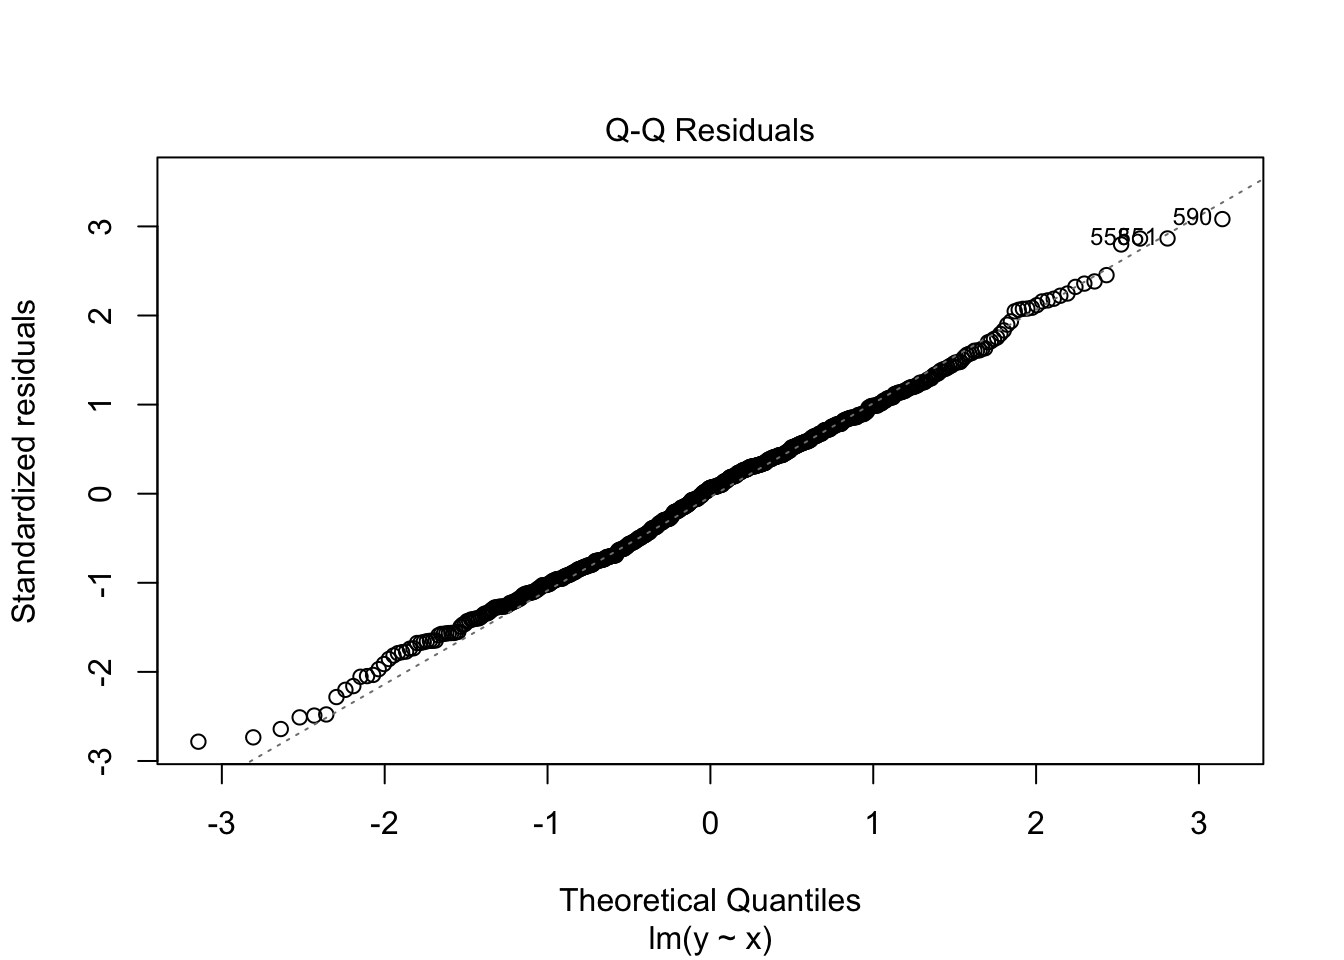 Q-Q Residuals
Standardized residuals
3
2
1
0
-1
-2
-3
590
-3 -2 -1 0 1 2 3
Theoretical Quantiles
lm(y ~ x)